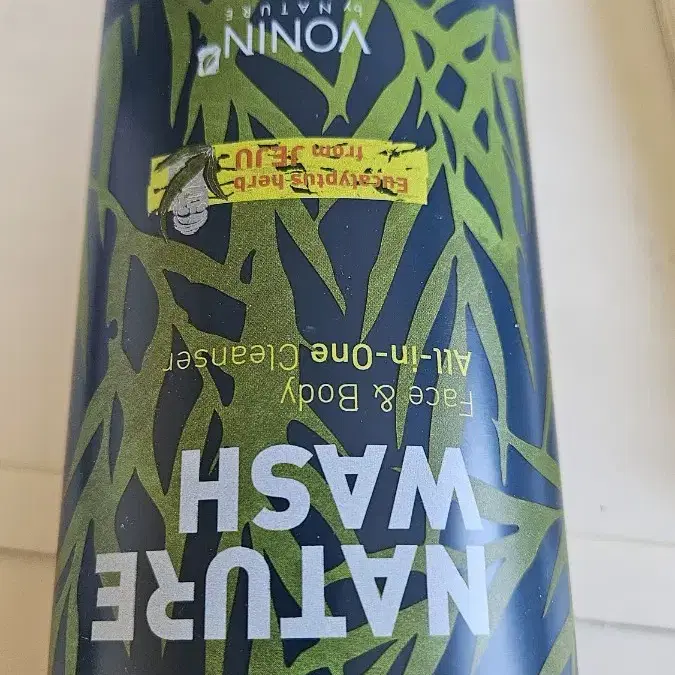 NATURE
WASH
Face & Body
All-in-One Cleanser
Eucalyptus herb
from JEJU
VONIN
by NATURE